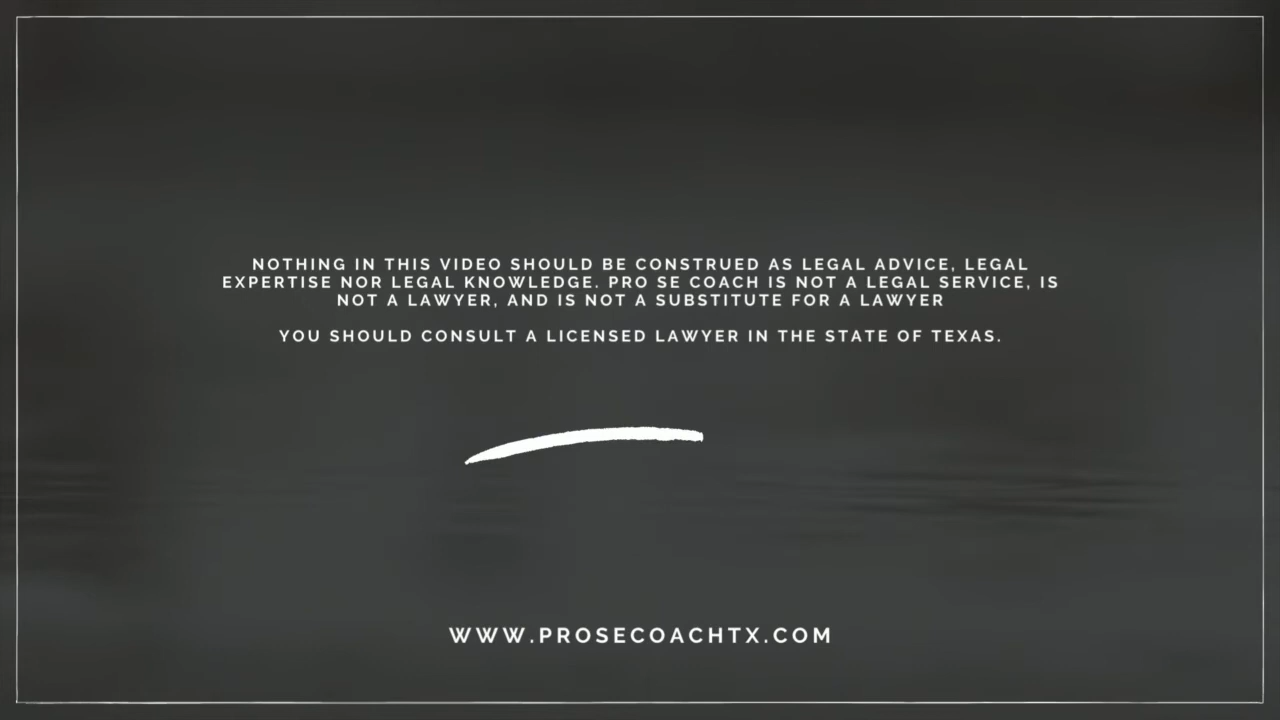 NOTHING IN THIS VIDEO SHOULD BE CONSTRUED AS LEGAL ADVICE, LEGAL
EXPERTISE NOR LEGAL KNOWLEDGE. PRO SE COACH IS NOT A LEGAL SERVICE, IS
NOT A LAWYER, AND IS NOT A SUBSTITUTE FOR A LAWYER
YOU SHOULD CONSULT A LICENSED LAWYER IN THE STATE OF TEXAS.
WWW.PROSECOACHTX.COM